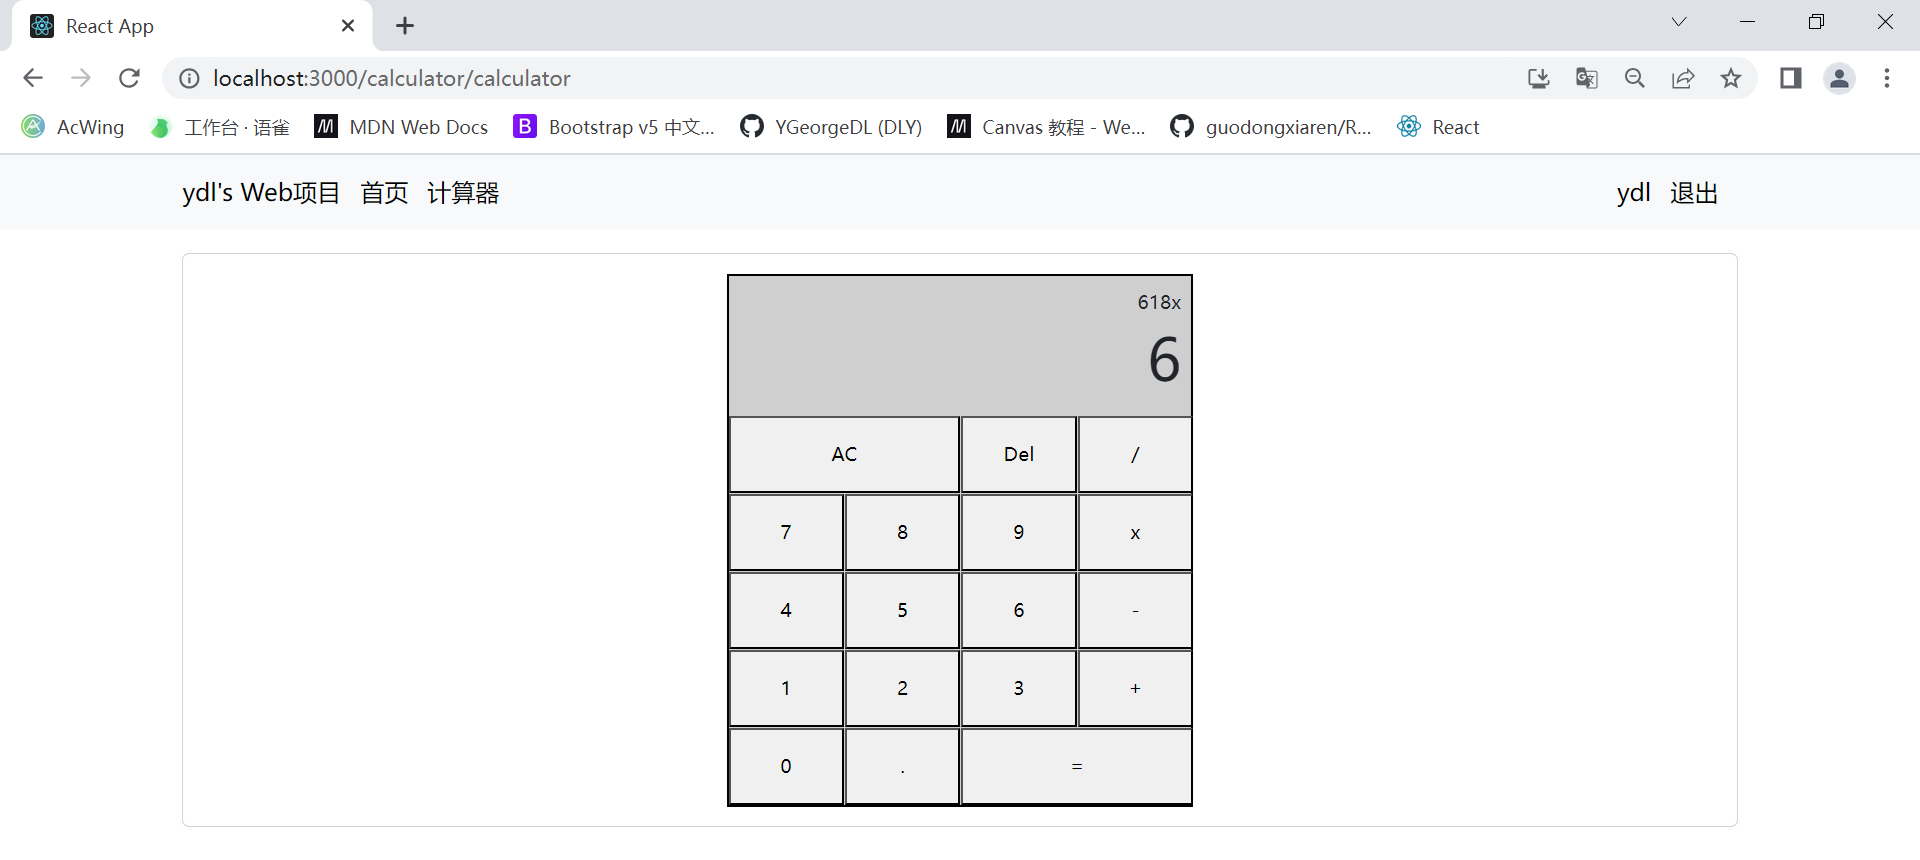 React App
localhost:3000/calculator/calculator
AcWing 工作台 · 语雀 MDN Web Docs Bootstrap v5 中文... YGeorgeDL (DLY) Canvas 教程 - We... guodongxiaren/R... React
ydl's Web项目 首页 计算器 ydl 退出
618x
6
AC Del /
7 8 9 x
4 5 6 -
1 2 3 +
0 . =